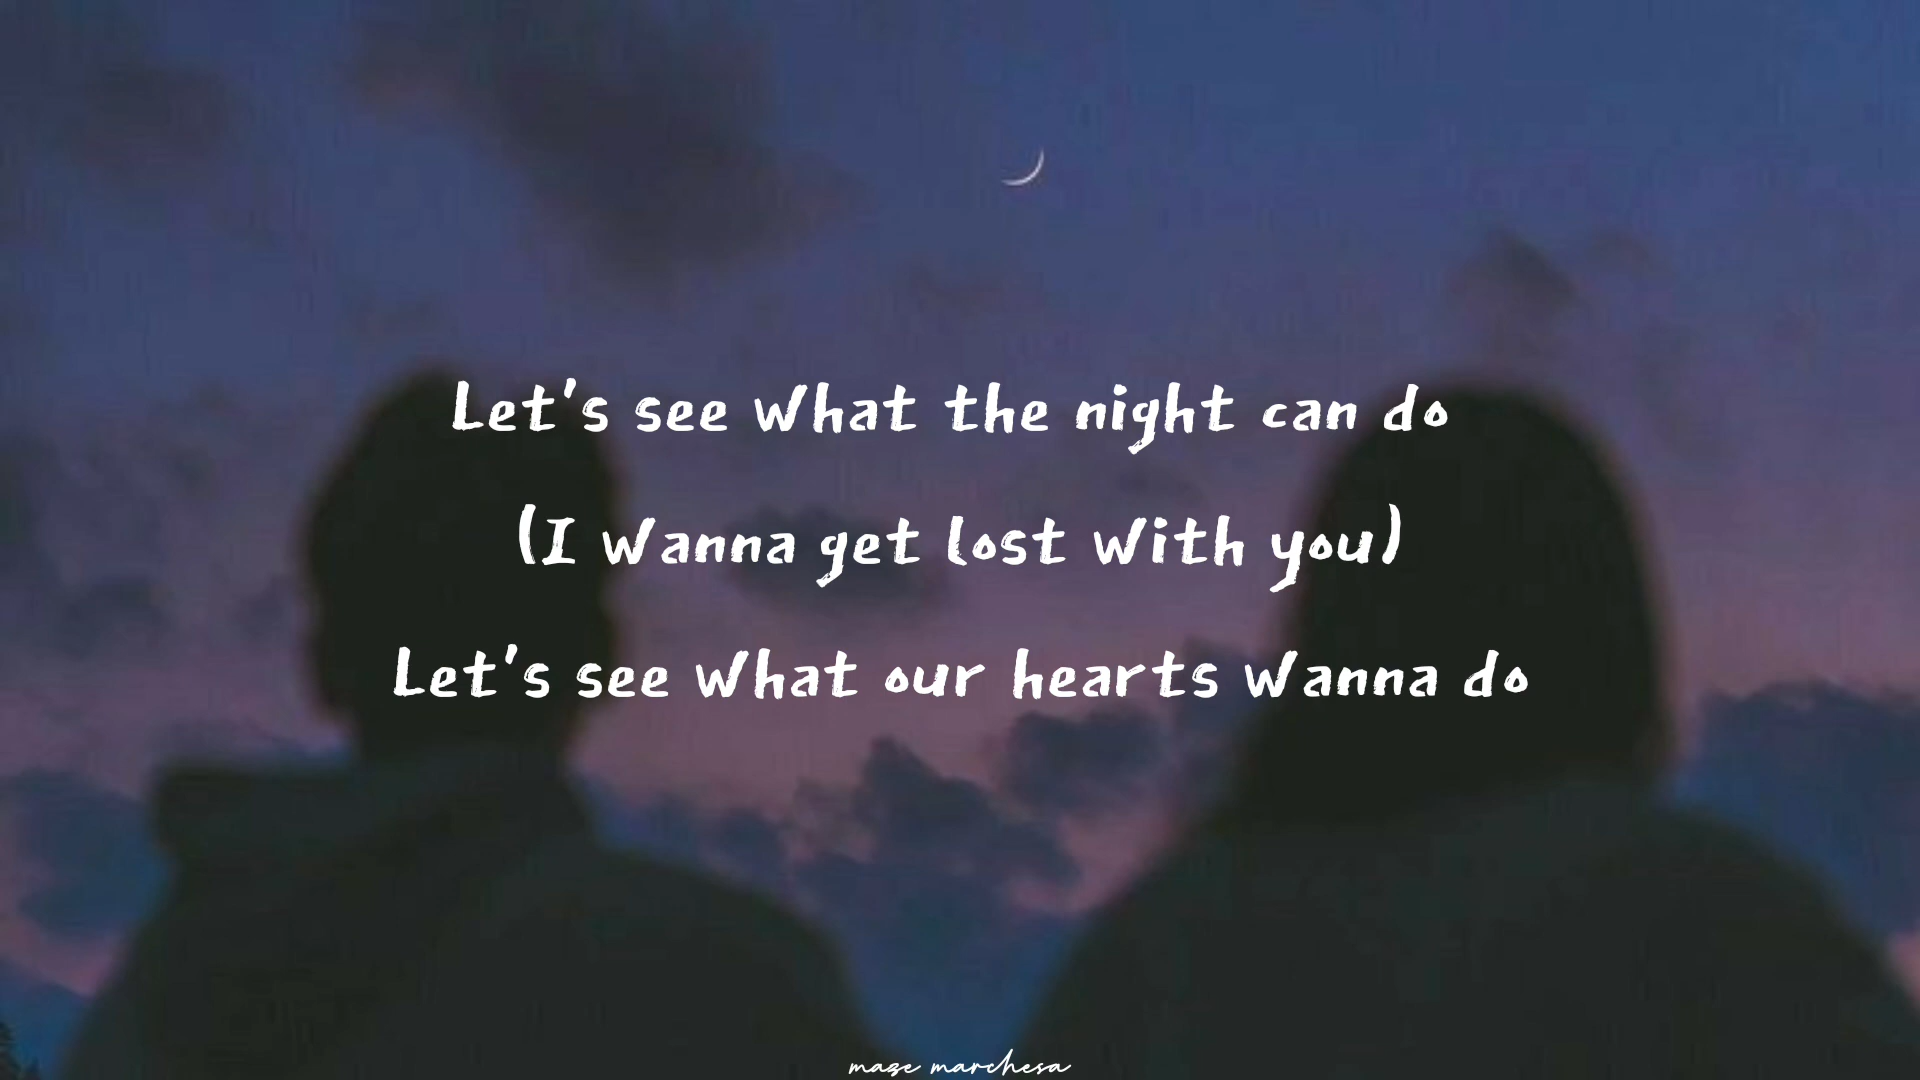 Let's see what the night can do
(I wanna get lost with you)
Let's see what our hearts wanna do
maze marchesa